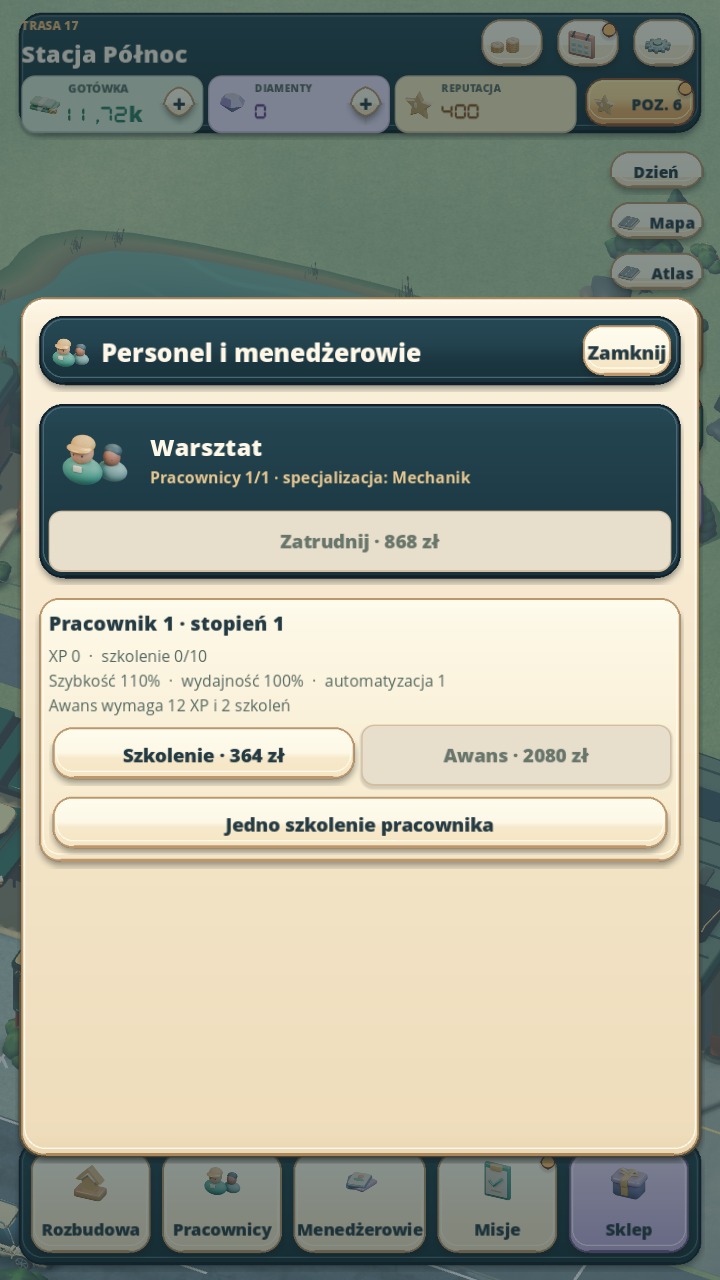 TRASA 17
Stacja Północ
GOTÓWKA
11,72k
DIAMENTY
0
REPUTACJA
400
POZ. 6
Dzień
Mapa
Atlas
Personel i menedżerowie
Zamknij
Warsztat
Pracownicy 1/1 · specjalizacja: Mechanik
Zatrudnij · 868 zł
Pracownik 1 · stopień 1
XP 0 · szkolenie 0/10
Szybkość 110% · wydajność 100% · automatyzacja 1
Awans wymaga 12 XP i 2 szkoleń
Szkolenie · 364 zł
Awans · 2080 zł
Jedno szkolenie pracownika
Rozbudowa
Pracownicy
Menedżerowie
Misje
Sklep